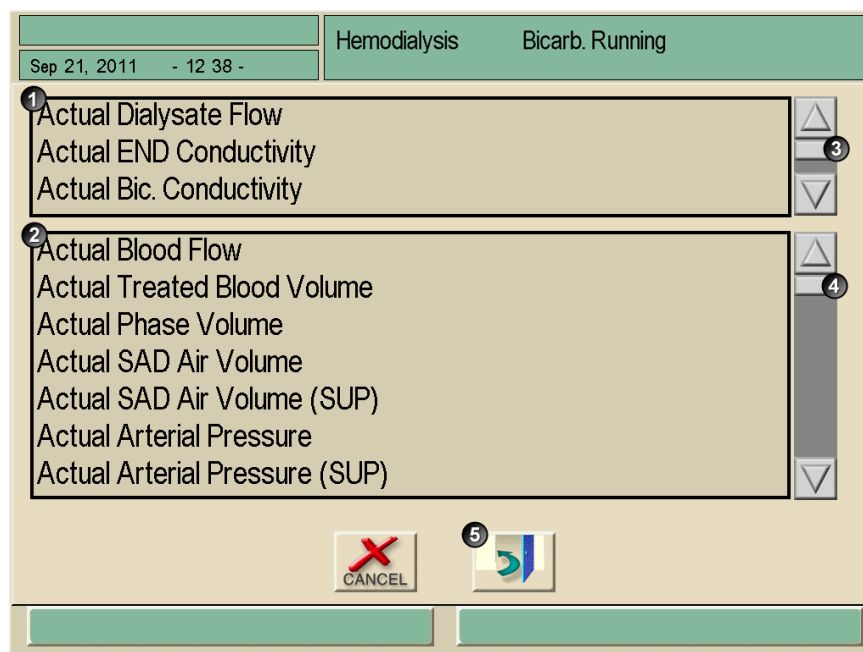 Hemodialysis Bicarb. Running
Sep 21, 2011 - 12 38 -
1
Actual Dialysate Flow
Actual END Conductivity
3
Actual Bic. Conductivity
2
Actual Blood Flow
Actual Treated Blood Volume
4
Actual Phase Volume
Actual SAD Air Volume
Actual SAD Air Volume (SUP)
Actual Arterial Pressure
Actual Arterial Pressure (SUP)
5
CANCEL